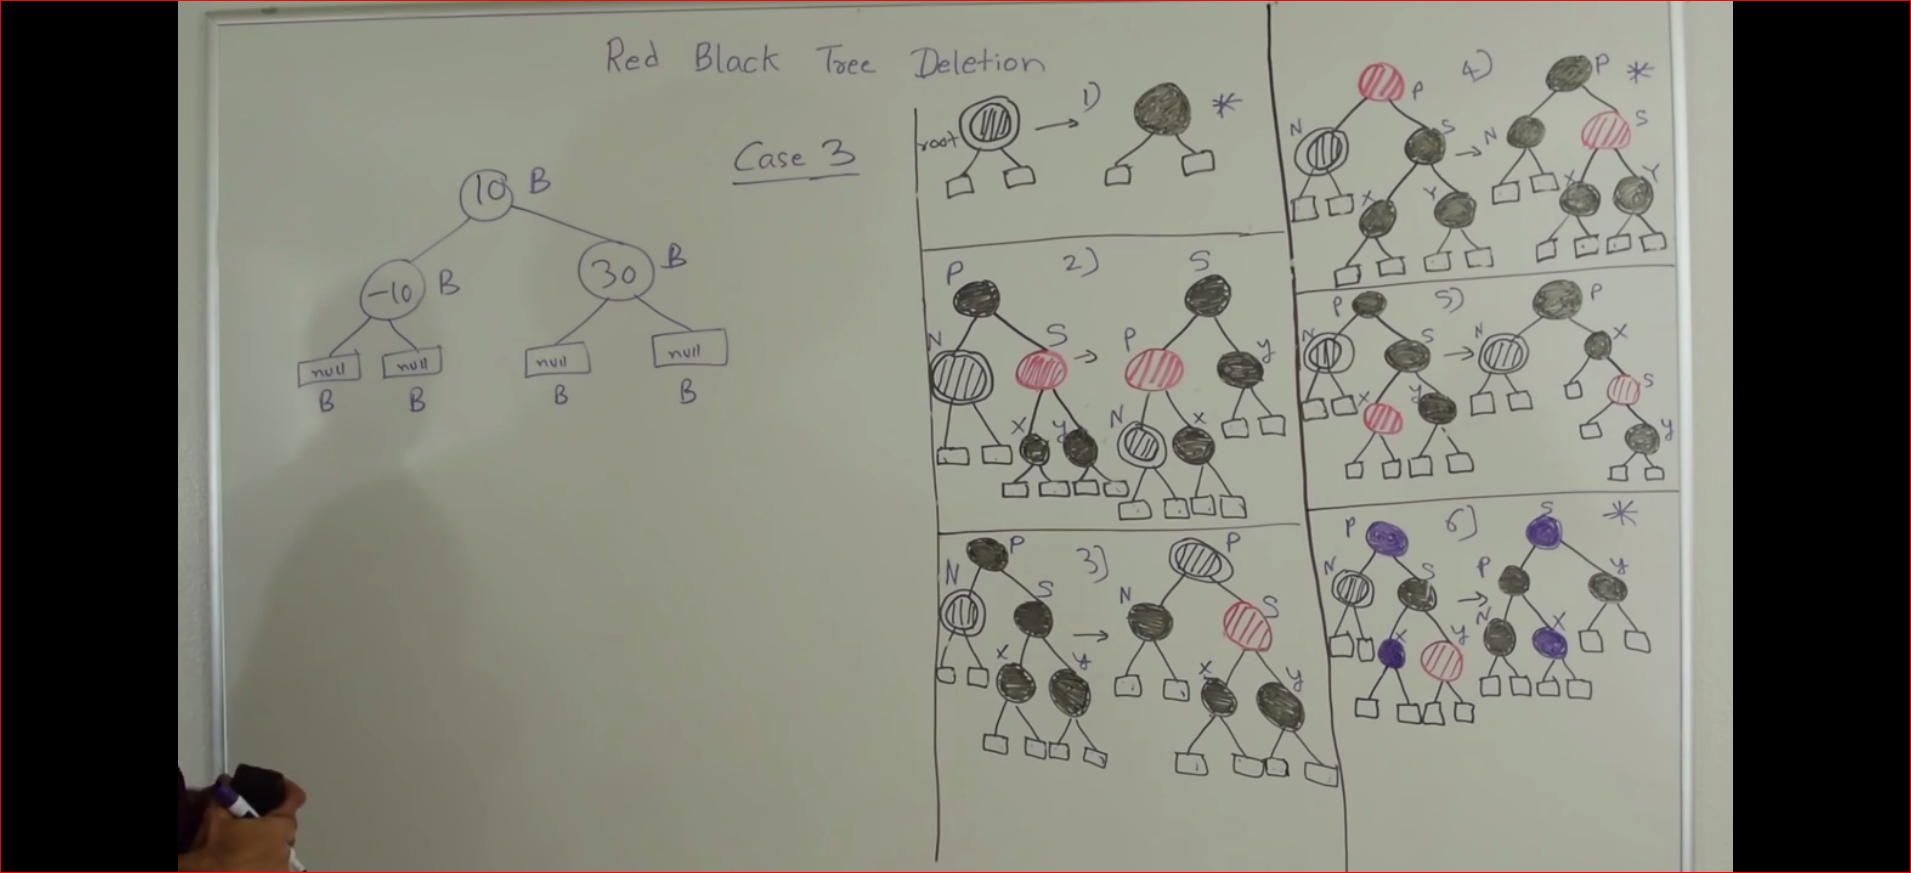 Red Black Tree Deletion
Case 3
10 B
-10 B
30 B
null null null null
B B B B
1)
root
*
2)
P S
N S P y
X y N X
3)
P P
N S N S
X y X y
4)
P P *
N S N S
X Y X Y
5)
P P
N S N X
X y S
y
6)
P S *
N S P y
X y N X